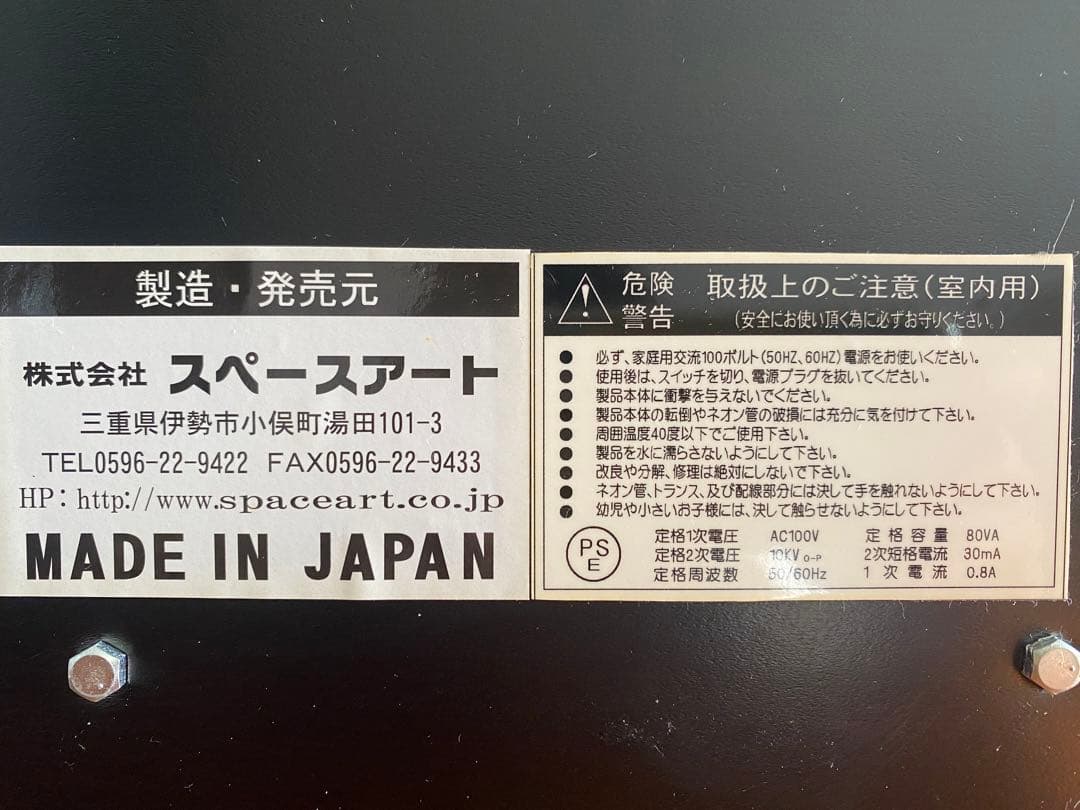 製造・発売元
株式会社 スペースアート
三重県伊勢市小俣町湯田101-3
TEL0596-22-9422 FAX0596-22-9433
HP：http://www.spaceart.co.jp
MADE IN JAPAN
危険
警告
取扱上のご注意(室内用)
(安全にお使い頂く為に必ずお守りください。)
● 必ず、家庭用交流100ボルト(50HZ、60HZ)電源をお使いください。
● 使用後は、スイッチを切り、電源プラグを抜いてください。
● 製品本体に衝撃を与えないでください。
● 製品本体の転倒やネオン管の破損には充分に気を付けて下さい。
● 周囲温度40度以下でご使用下さい。
● 製品を水に濡らさないようにして下さい。
● 改良や分解、修理は絶対にしないで下さい。
● ネオン管、トランス、及び配線部分には決して手を触れないようにして下さい。
● 幼児や小さいお子様には、決して触らせないようにして下さい。
PS
E
定格1次電圧 AC100V 定格容量 80VA
定格2次電圧 10KV O-P 2次短格電流 30mA
定格周波数 50/60Hz 1次電流 0.8A